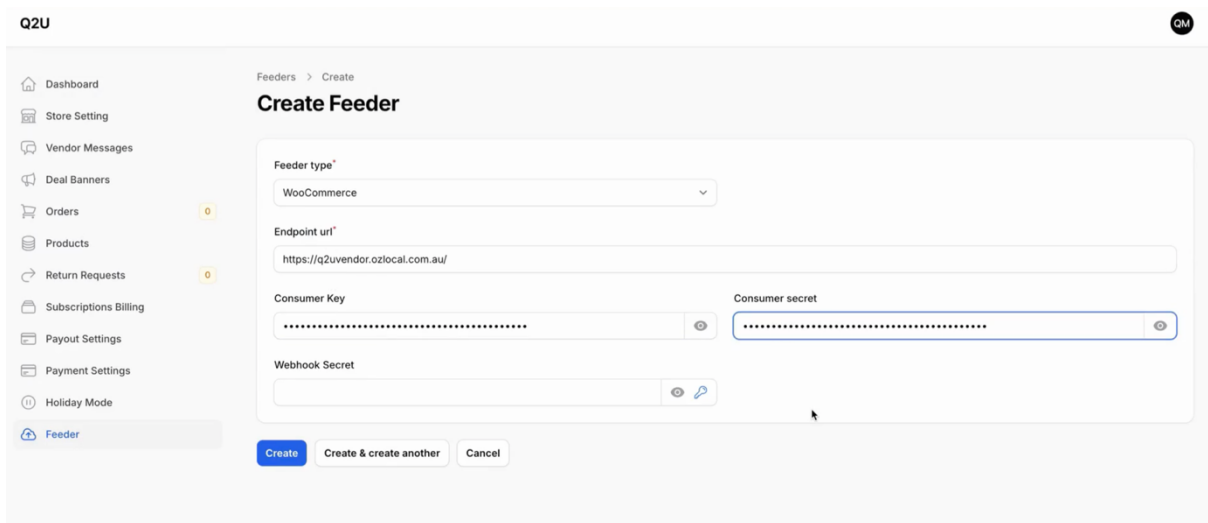 Q2U
QM
Dashboard
Store Setting
Vendor Messages
Deal Banners
Orders 0
Products
Return Requests 0
Subscriptions Billing
Payout Settings
Payment Settings
Holiday Mode
Feeder
Feeders > Create
Create Feeder
Feeder type*
WooCommerce
Endpoint url*
https://q2uvendor.ozlocal.com.au/
Consumer Key
Consumer secret
Webhook Secret
Create
Create & create another
Cancel